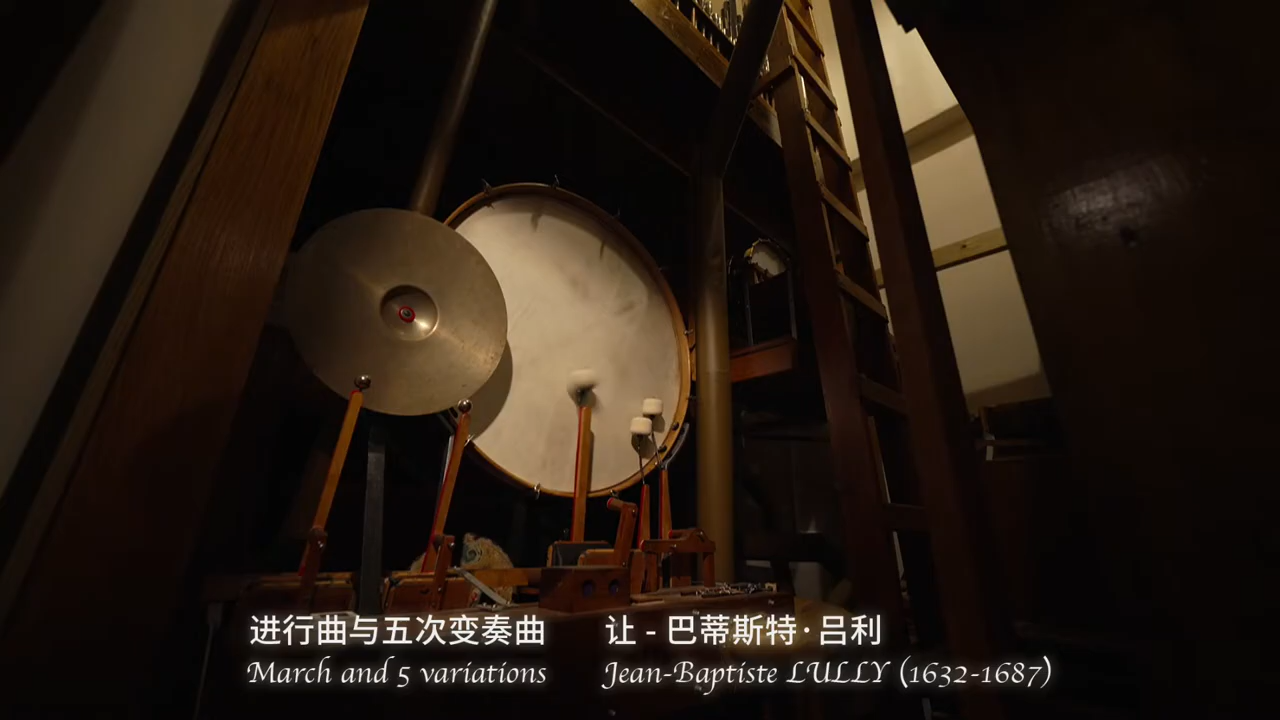 进行曲与五次变奏曲 让 - 巴蒂斯特·吕利
March and 5 variations Jean-Baptiste LULLY (1632-1687)